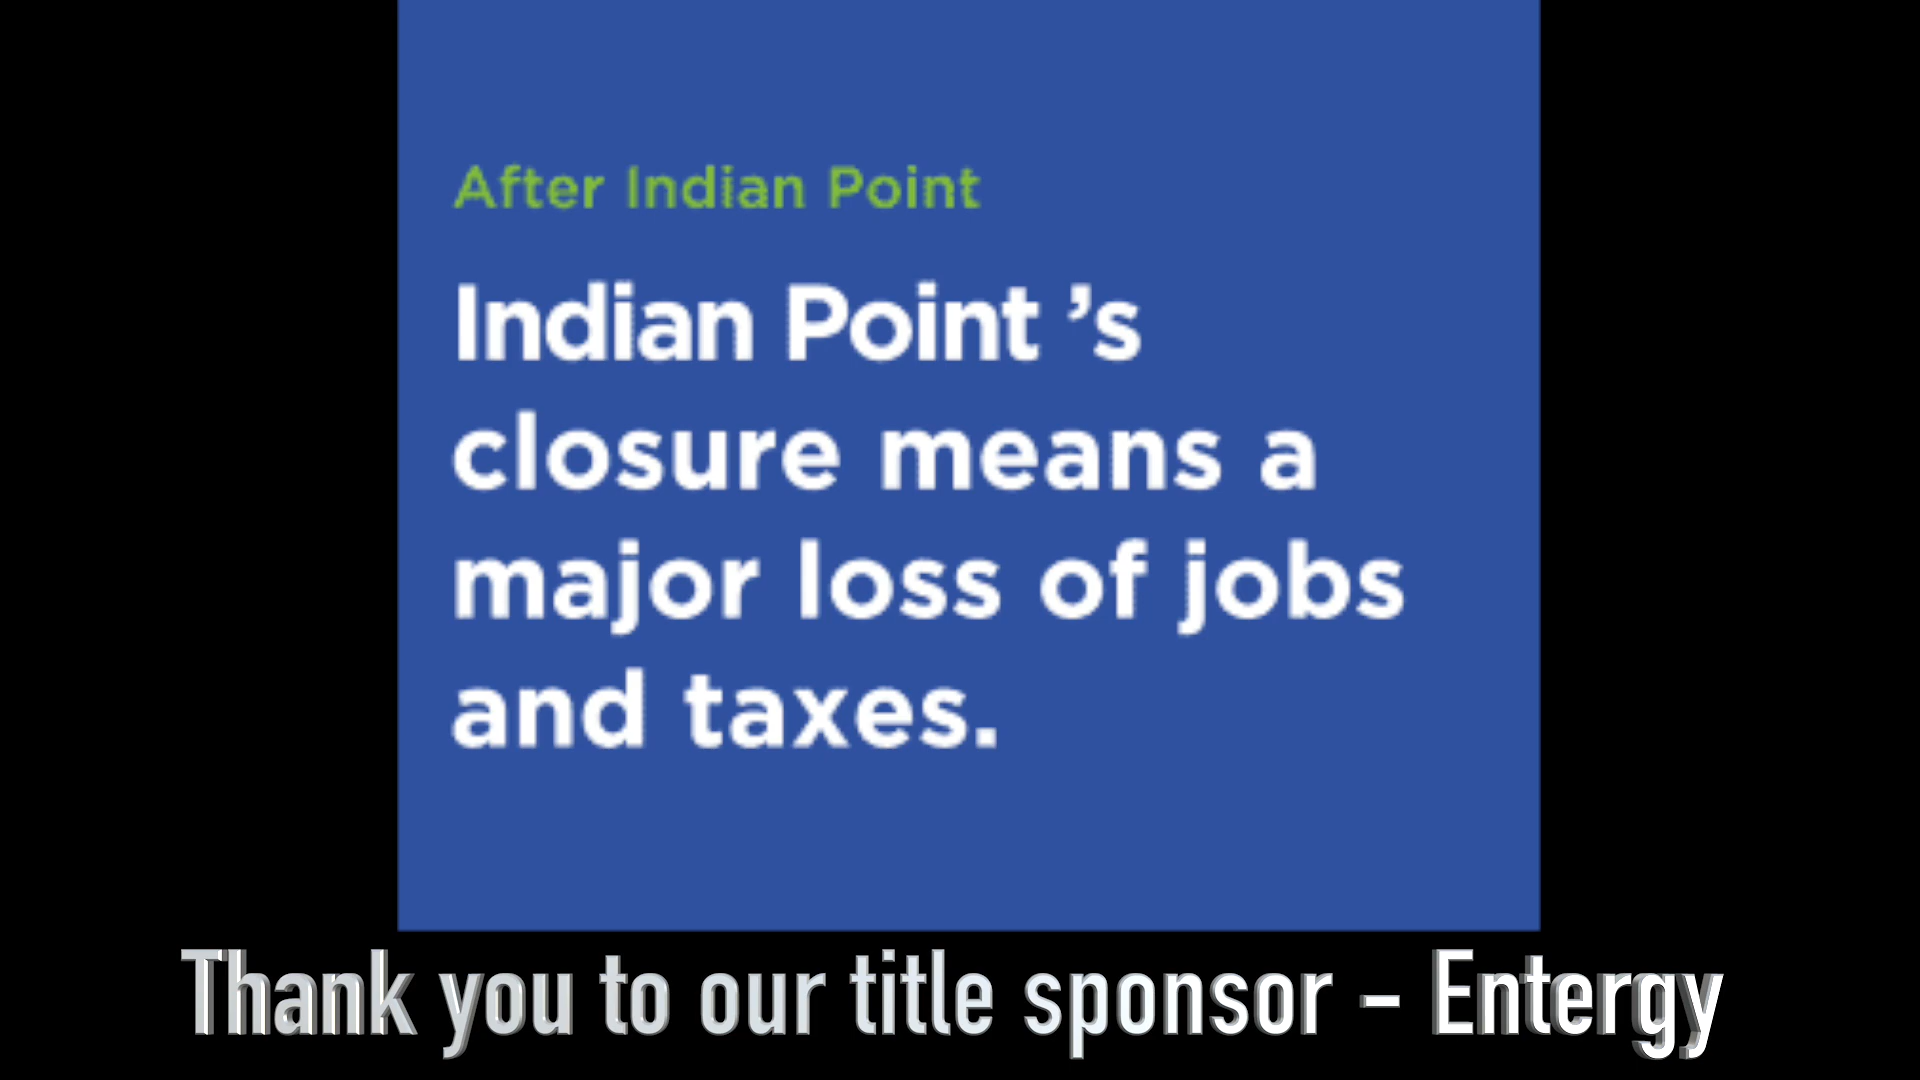 After Indian Point
Indian Point ’s
closure means a
major loss of jobs
and taxes.
Thank you to our title sponsor - Entergy